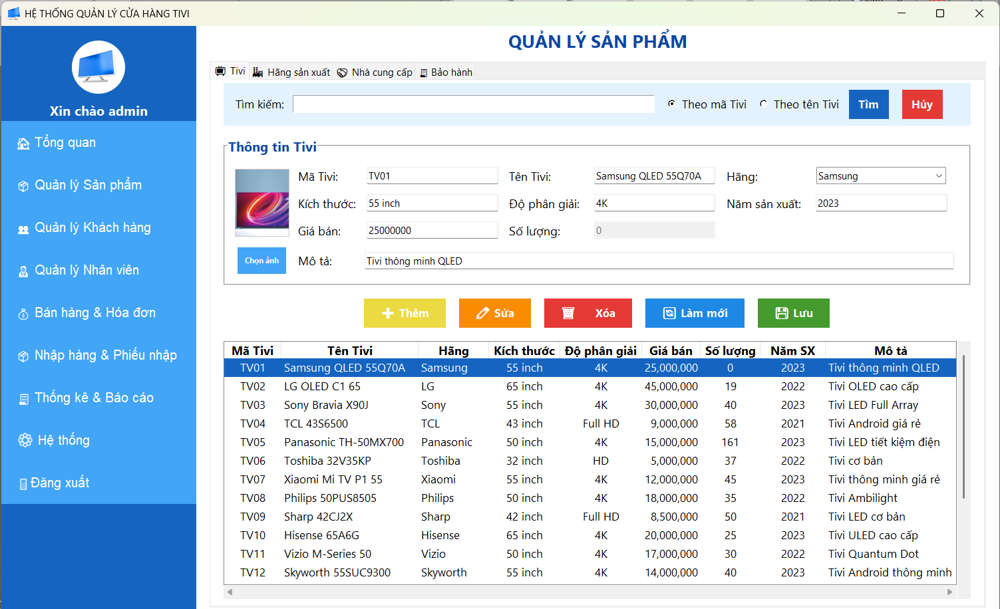 HỆ THỐNG QUẢN LÝ CỬA HÀNG TIVI
Xin chào admin
Tổng quan
Quản lý Sản phẩm
Quản lý Khách hàng
Quản lý Nhân viên
Bán hàng & Hóa đơn
Nhập hàng & Phiếu nhập
Thống kê & Báo cáo
Hệ thống
Đăng xuất
QUẢN LÝ SẢN PHẨM
Tivi Hãng sản xuất Nhà cung cấp Bảo hành
Tìm kiếm: Theo mã Tivi Theo tên Tivi Tìm Hủy
Thông tin Tivi
Mã Tivi: TV01 Tên Tivi: Samsung QLED 55Q70A Hãng: Samsung
Kích thước: 55 inch Độ phân giải: 4K Năm sản xuất: 2023
Giá bán: 25000000 Số lượng: 0
Chọn ảnh Mô tả: Tivi thông minh QLED
Thêm Sửa Xóa Làm mới Lưu
Mã Tivi Tên Tivi Hãng Kích thước Độ phân giải Giá bán Số lượng Năm SX Mô tả
TV01 Samsung QLED 55Q70A Samsung 55 inch 4K 25,000,000 0 2023 Tivi thông minh QLED
TV02 LG OLED C1 65 LG 65 inch 4K 45,000,000 19 2022 Tivi OLED cao cấp
TV03 Sony Bravia X90J Sony 55 inch 4K 30,000,000 40 2023 Tivi LED Full Array
TV04 TCL 43S6500 TCL 43 inch Full HD 9,000,000 58 2021 Tivi Android giá rẻ
TV05 Panasonic TH-50MX700 Panasonic 50 inch 4K 15,000,000 161 2023 Tivi LED tiết kiệm điện
TV06 Toshiba 32V35KP Toshiba 32 inch HD 5,000,000 37 2022 Tivi cơ bản
TV07 Xiaomi Mi TV P1 55 Xiaomi 55 inch 4K 12,000,000 45 2023 Tivi thông minh giá rẻ
TV08 Philips 50PUS8505 Philips 50 inch 4K 18,000,000 35 2022 Tivi Ambilight
TV09 Sharp 42CJ2X Sharp 42 inch Full HD 8,500,000 50 2021 Tivi LED cơ bản
TV10 Hisense 65A6G Hisense 65 inch 4K 20,000,000 25 2023 Tivi ULED cao cấp
TV11 Vizio M-Series 50 Vizio 50 inch 4K 17,000,000 30 2022 Tivi Quantum Dot
TV12 Skyworth 55SUC9300 Skyworth 55 inch 4K 14,000,000 40 2023 Tivi Android thông minh